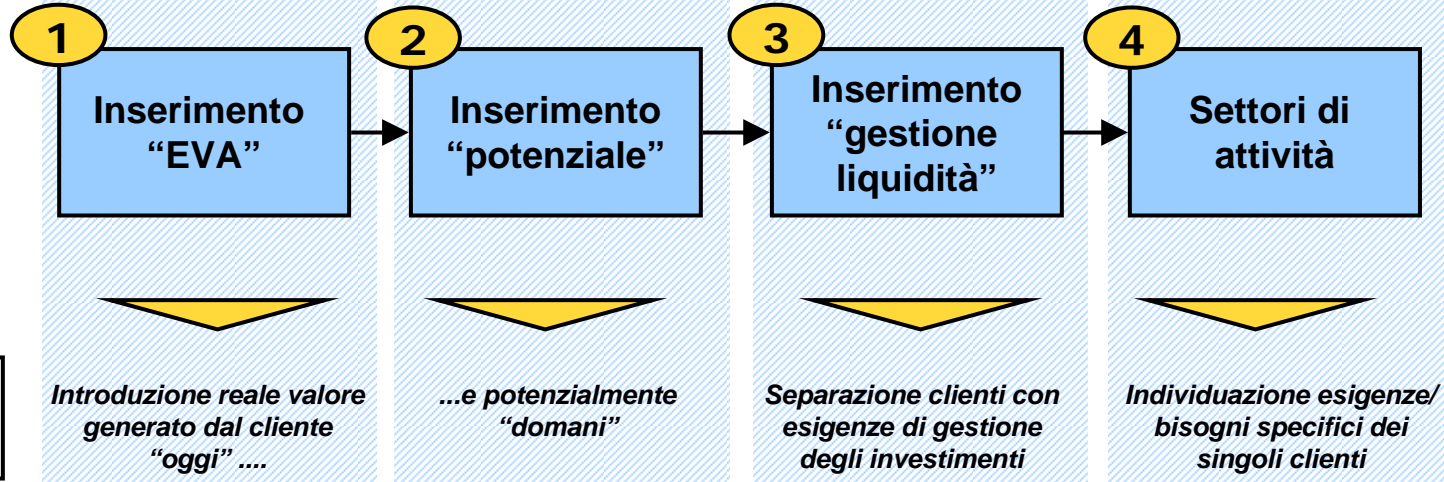 1
Inserimento
“EVA”
2
Inserimento
“potenziale”
3
Inserimento
“gestione
liquidità”
4
Settori di
attività
Introduzione reale valore
generato dal cliente
“oggi” ....
...e potenzialmente
“domani”
Separazione clienti con
esigenze di gestione
degli investimenti
Individuazione esigenze/
bisogni specifici dei
singoli clienti